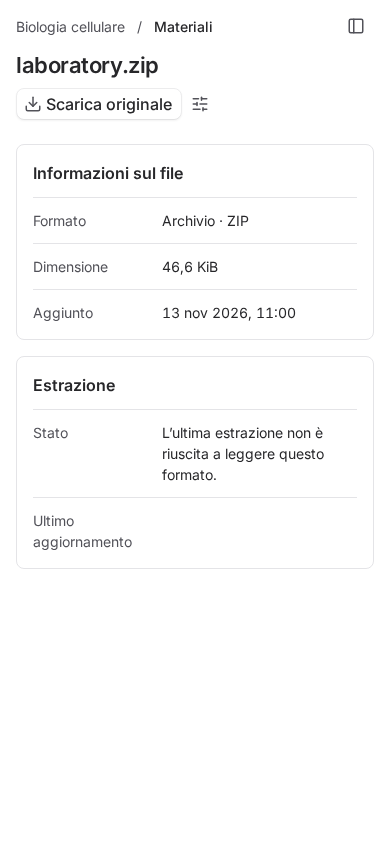 Biologia cellulare / Materiali
laboratory.zip
Scarica originale
Informazioni sul file
Formato Archivio · ZIP
Dimensione 46,6 KiB
Aggiunto 13 nov 2026, 11:00
Estrazione
Stato L’ultima estrazione non è
riuscita a leggere questo
formato.
Ultimo
aggiornamento